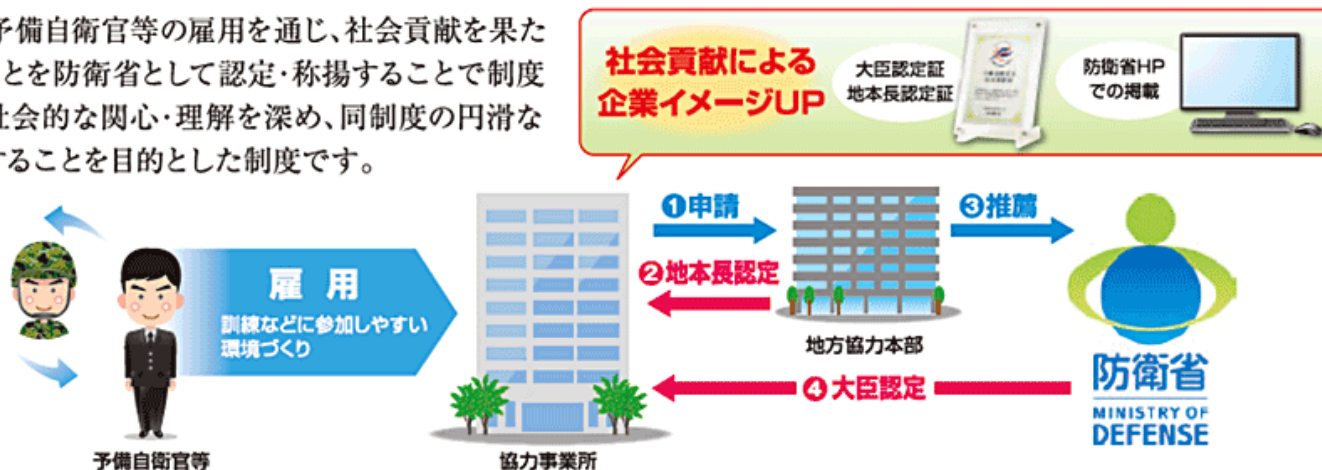 予備自衛官等の雇用を通じ、社会貢献を果た
ことを防衛省として認定・称揚することで制度
社会的な関心・理解を深め、同制度の円滑な
することを目的とした制度です。
社会貢献による
企業イメージUP
大臣認定証
地本長認定証
防衛省HP
での掲載
❶申請
❸推薦
❷地本長認定
雇用
訓練などに参加しやすい
環境づくり
地方協力本部
❹大臣認定
防衛省
MINISTRY OF
DEFENSE
予備自衛官等
協力事業所